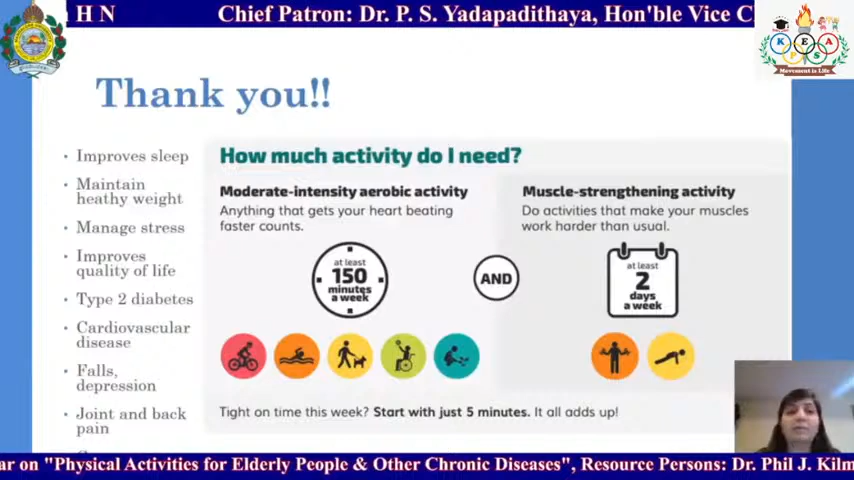 H N Chief Patron: Dr. P. S. Yadapadithaya, Hon'ble Vice C
K E A
P S
Movement is Life
Thank you!!
• Improves sleep
• Maintain
heathy weight
• Manage stress
• Improves
quality of life
• Type 2 diabetes
• Cardiovascular
disease
• Falls,
depression
• Joint and back
pain
How much activity do I need?
Moderate-intensity aerobic activity
Anything that gets your heart beating
faster counts.
at least
150
minutes
a week
AND
Muscle-strengthening activity
Do activities that make your muscles
work harder than usual.
at least
2
days
a week
Tight on time this week? Start with just 5 minutes. It all adds up!
ar on "Physical Activities for Elderly People & Other Chronic Diseases", Resource Persons: Dr. Phil J. Kilm